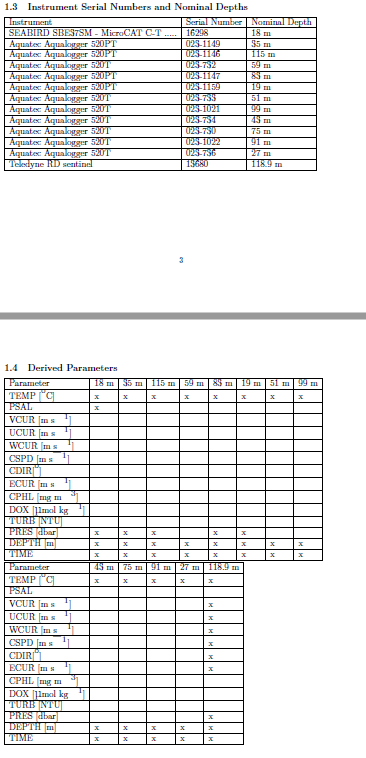 1.3 Instrument Serial Numbers and Nominal Depths
Instrument Serial Number Nominal Depth
SEABIRD SBE37SM - MicroCAT C-T ..... 16298 18 m
Aquatec Aqualogger 520PT 023-1149 35 m
Aquatec Aqualogger 520PT 023-1146 115 m
Aquatec Aqualogger 520T 023-732 59 m
Aquatec Aqualogger 520PT 023-1147 83 m
Aquatec Aqualogger 520PT 023-1159 19 m
Aquatec Aqualogger 520T 023-733 51 m
Aquatec Aqualogger 520T 023-1021 99 m
Aquatec Aqualogger 520T 023-734 43 m
Aquatec Aqualogger 520T 023-730 75 m
Aquatec Aqualogger 520T 023-1022 91 m
Aquatec Aqualogger 520T 023-736 27 m
Teledyne RD sentinel 13680 118.9 m
3
1.4 Derived Parameters
Parameter 18 m 35 m 115 m 59 m 83 m 19 m 51 m 99 m
TEMP [°C] x x x x x x x x
PSAL x
VCUR [m s 1]
UCUR [m s 1]
WCUR [m s 1]
CSPD [m s 1]
CDIR[°]
ECUR [m s 1]
CPHL [mg m 3]
DOX [11mol kg 1]
TURB [NTU]
PRES [dbar] x x x x x
DEPTH [m] x x x x x x x x
TIME x x x x x x x x
Parameter 43 m 75 m 91 m 27 m 118.9 m
TEMP [°C] x x x x x
PSAL
VCUR [m s 1] x
UCUR [m s 1] x
WCUR [m s 1] x
CSPD [m s 1] x
CDIR[°] x
ECUR [m s 1] x
CPHL [mg m 3]
DOX [11mol kg 1]
TURB [NTU]
PRES [dbar] x
DEPTH [m] x x x x x
TIME x x x x x